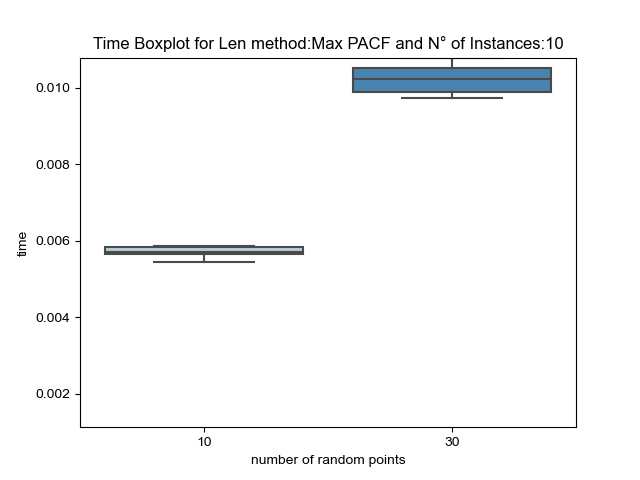 Time Boxplot for Len method:Max PACF and N° of Instances:10
0.010
0.008
0.006
0.004
0.002
time
10
30
number of random points